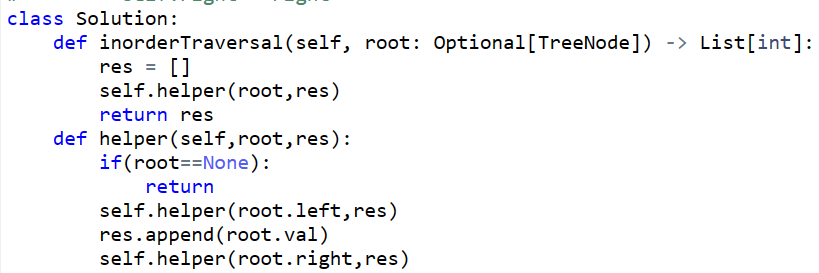 class Solution:
    def inorderTraversal(self, root: Optional[TreeNode]) -> List[int]:
        res = []
        self.helper(root,res)
        return res
    def helper(self,root,res):
        if(root==None):
            return
        self.helper(root.left,res)
        res.append(root.val)
        self.helper(root.right,res)